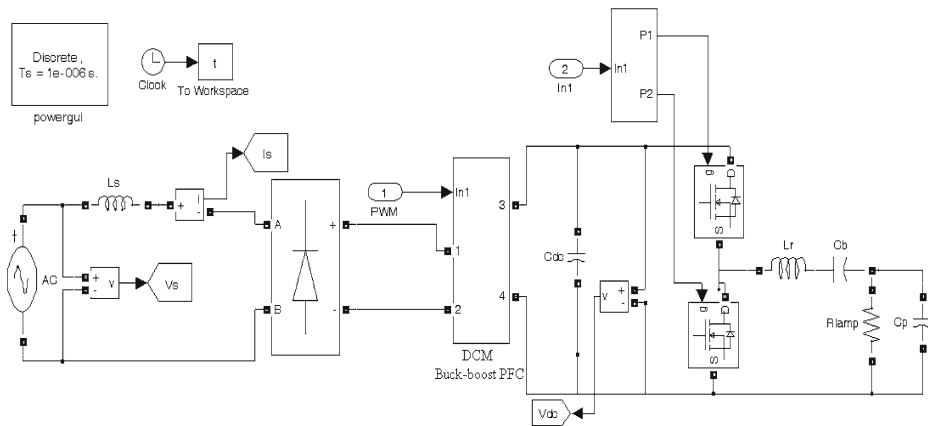 Discrete,
Ts = 1e-006 s.
powergui
Clock
t
To Workspace
2
In1
In1
P1
P2
Ls
+
i
-
Is
A
B
+
-
1
PWM
In1
1
2
3
4
DCM
Buck-boost PFC
AC
+
-
v
Vs
Cdc
+
-
v
Vdc
g
D
S
g
D
S
Lr
Cb
Rlamp
Cp